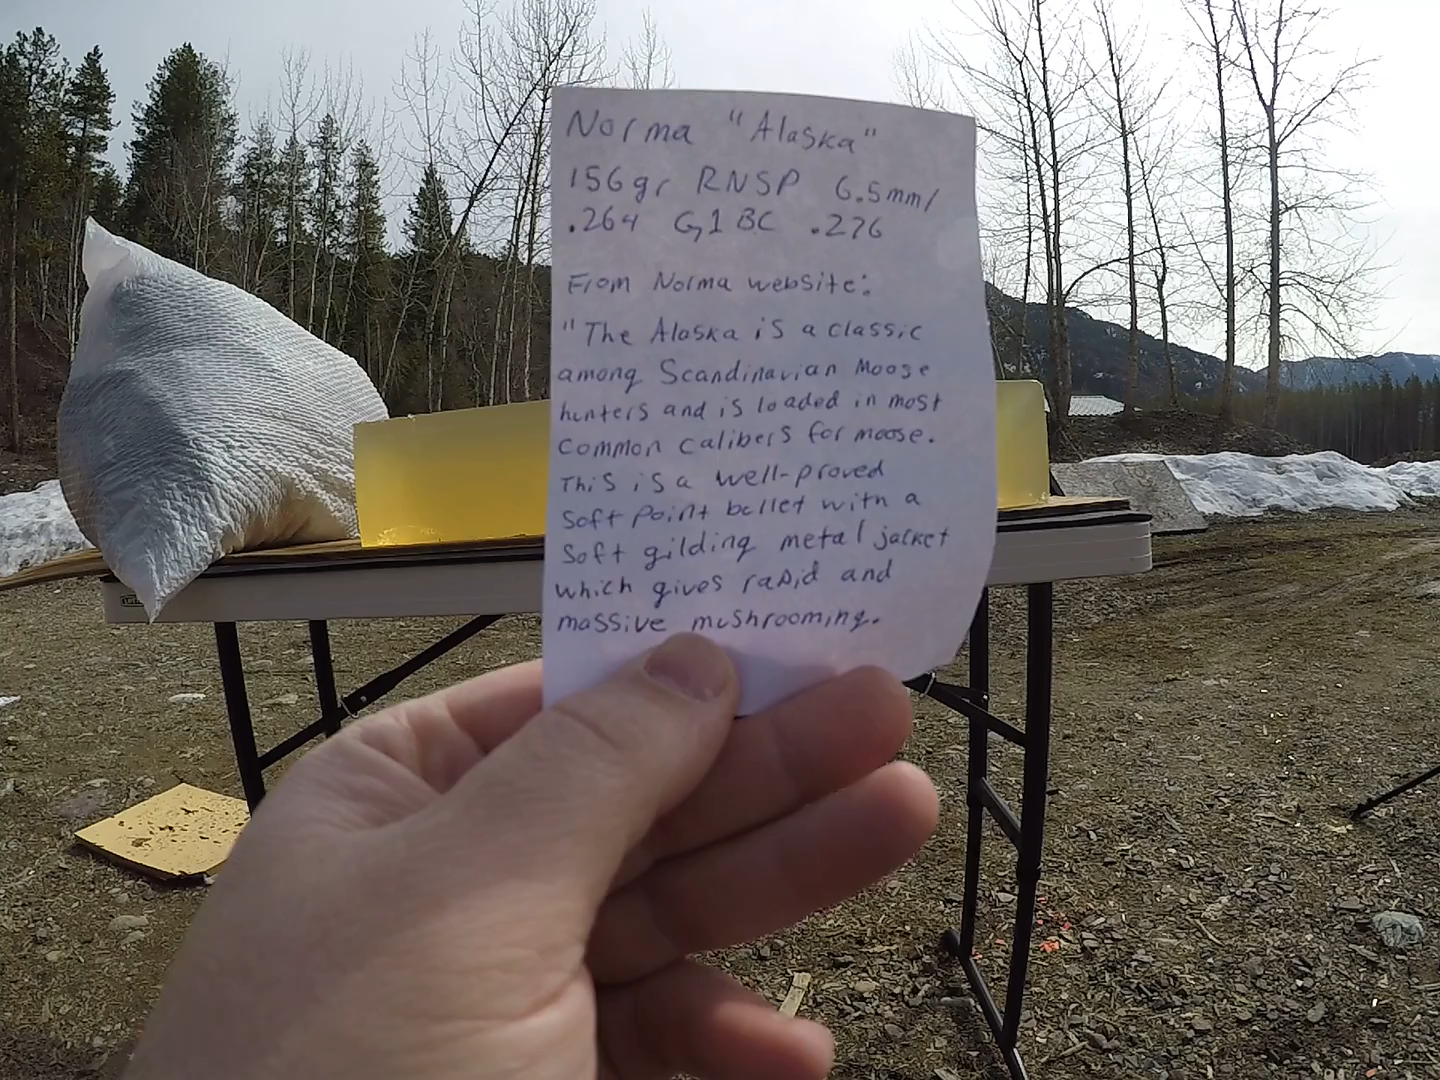 Norma "Alaska"
156gr RNSP 6.5mm/
.264 G1 BC .276
From Norma website:
"The Alaska is a classic
among Scandinavian Moose
hunters and is loaded in most
common calibers for moose.
This is a well-proved
soft point bullet with a
soft gilding metal jacket
which gives rapid and
massive mushrooming.